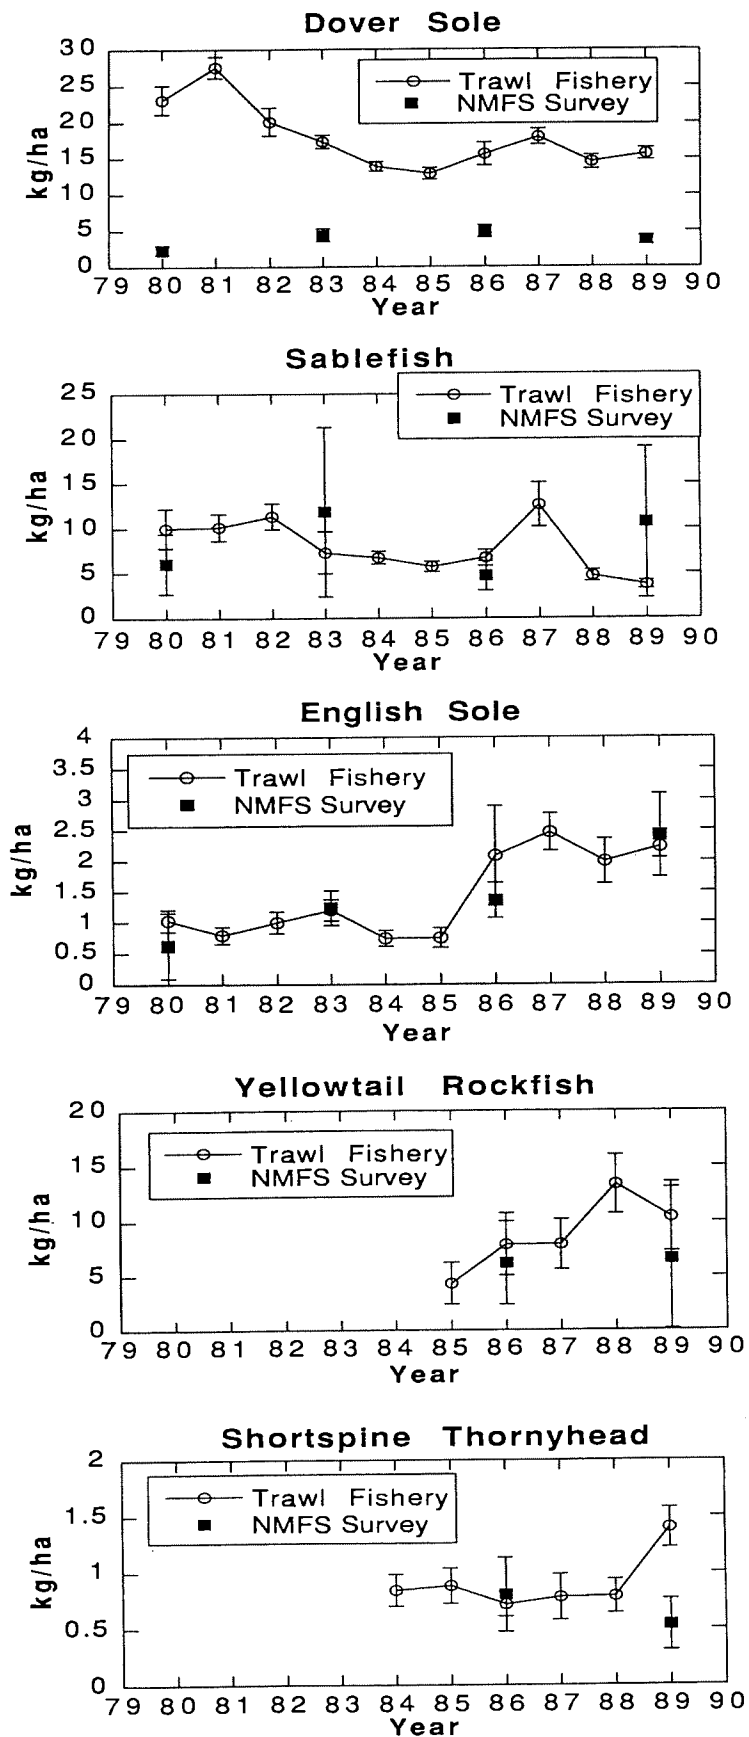 Dover Sole
30
25
20
15
10
5
0
kg/ha
Trawl Fishery
NMFS Survey
79 80 81 82 83 84 85 86 87 88 89 90
Year
Sablefish
25
20
15
10
5
0
kg/ha
Trawl Fishery
NMFS Survey
79 80 81 82 83 84 85 86 87 88 89 90
Year
English Sole
4
3.5
3
2.5
2
1.5
1
0.5
0
kg/ha
Trawl Fishery
NMFS Survey
79 80 81 82 83 84 85 86 87 88 89 90
Year
Yellowtail Rockfish
20
15
10
5
0
kg/ha
Trawl Fishery
NMFS Survey
79 80 81 82 83 84 85 86 87 88 89 90
Year
Shortspine Thornyhead
2
1.5
1
0.5
0
kg/ha
Trawl Fishery
NMFS Survey
79 80 81 82 83 84 85 86 87 88 89 90
Year